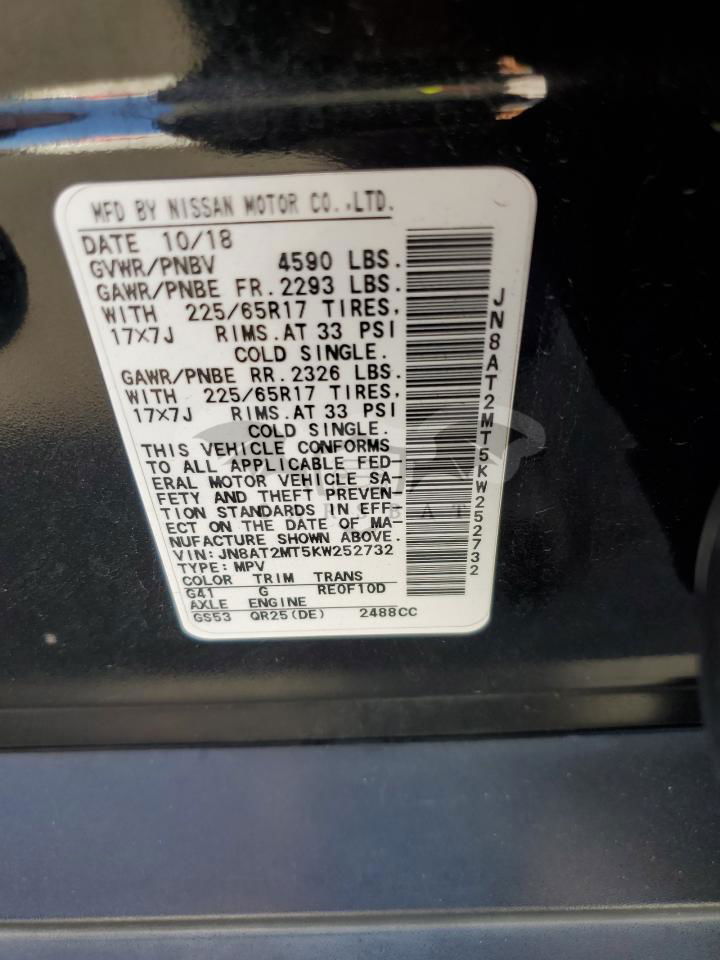 MFD BY NISSAN MOTOR CO.,LTD.
DATE 10/18
GVWR/PNBV 4590 LBS.
GAWR/PNBE FR.2293 LBS.
WITH 225/65R17 TIRES,
17X7J RIMS.AT 33 PSI
COLD SINGLE.
GAWR/PNBE RR.2326 LBS.
WITH 225/65R17 TIRES,
17X7J RIMS.AT 33 PSI
COLD SINGLE.
THIS VEHICLE CONFORMS
TO ALL APPLICABLE FED-
ERAL MOTOR VEHICLE SA-
FETY AND THEFT PREVEN-
TION STANDARDS IN EFF-
ECT ON THE DATE OF MA-
NUFACTURE SHOWN ABOVE.
VIN: JN8AT2MT5KW252732
TYPE: MPV
COLOR TRIM TRANS
G41 G RE0F10D
AXLE ENGINE
GS53 QR25(DE) 2488CC
JN8AT2MT5KW252732